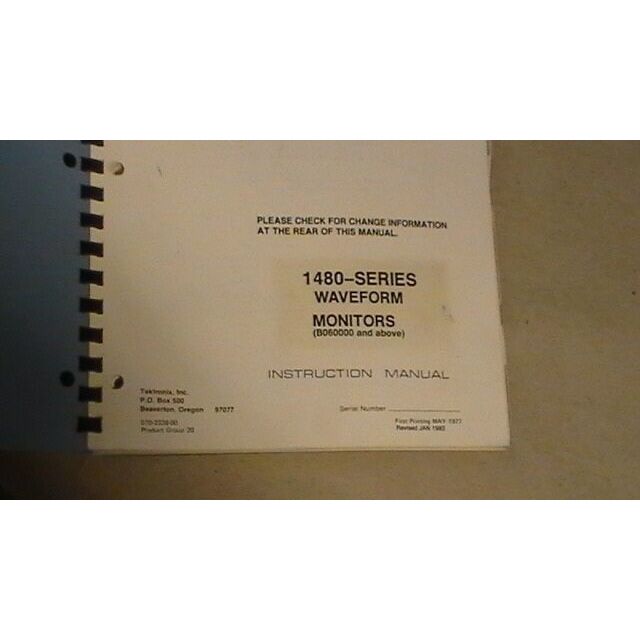 PLEASE CHECK FOR CHANGE INFORMATION
AT THE REAR OF THIS MANUAL.
1480-SERIES
WAVEFORM
MONITORS
(B060000 and above)
INSTRUCTION MANUAL
Tektronix, Inc.
P.O. Box 500
Beaverton, Oregon 97077
Serial Number
Product Group 20
First Printing MAY 1977
Revised JAN 1982